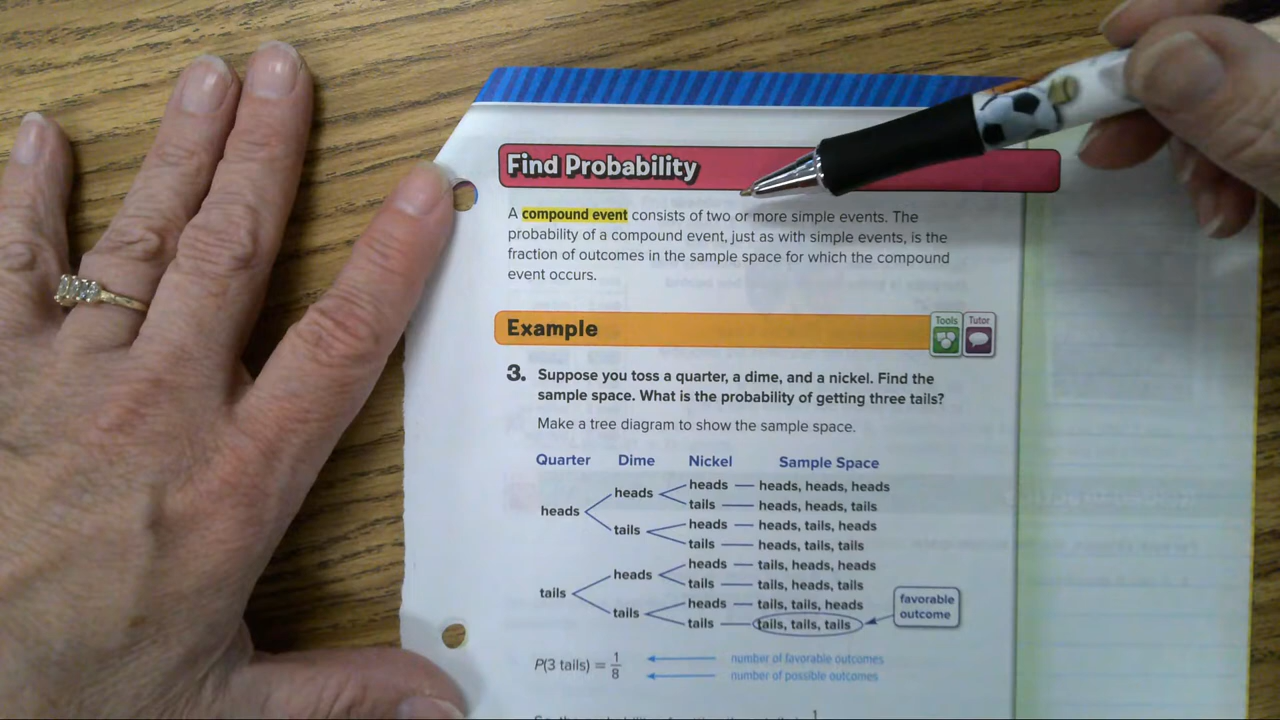 Find Probability
A compound event consists of two or more simple events. The
probability of a compound event, just as with simple events, is the
fraction of outcomes in the sample space for which the compound
event occurs.
Example
Tools Tutor
3. Suppose you toss a quarter, a dime, and a nickel. Find the
sample space. What is the probability of getting three tails?
Make a tree diagram to show the sample space.
Quarter Dime Nickel Sample Space
heads — heads, heads, heads
heads
tails — heads, heads, tails
heads
heads — heads, tails, heads
tails
tails — heads, tails, tails
heads — tails, heads, heads
heads
tails — tails, heads, tails
tails
heads — tails, tails, heads
tails
tails — tails, tails, tails
favorable
outcome
P(3 tails) = 1/8
number of favorable outcomes
number of possible outcomes